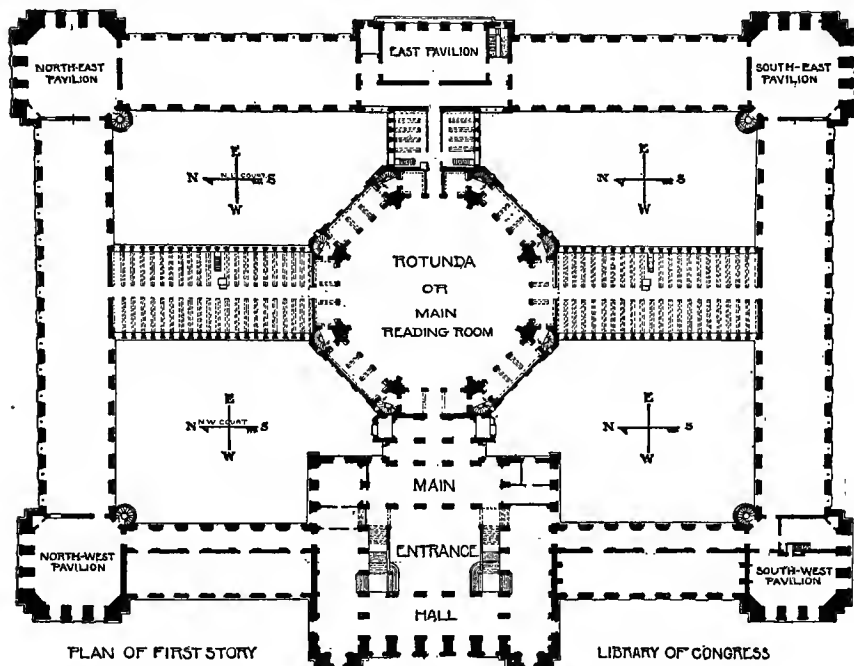 NORTH-EAST
PAVILION
EAST PAVILION
SOUTH-EAST
PAVILION
E
N N.E. COURT S
W
E
N S
W
ROTUNDA
OR
MAIN
READING ROOM
E
N N.W COURT S
W
E
N S
W
MAIN
ENTRANCE
HALL
NORTH-WEST
PAVILION
SOUTH-WEST
PAVILION
PLAN OF FIRST STORY
LIBRARY OF CONGRESS